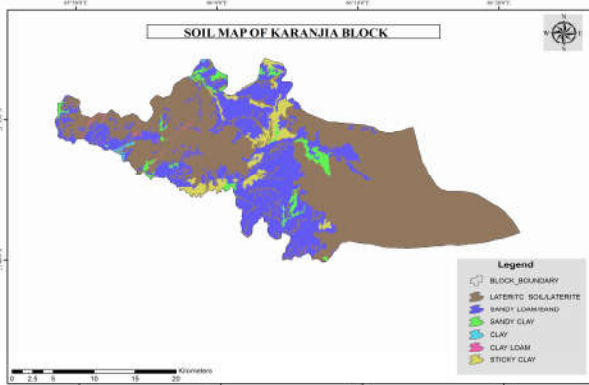 SOIL MAP OF KARANJIA BLOCK
N
W E
S
Legend
BLOCK_BOUNDARY
LATERITC SOIL/LATERITE
SANDY LOAM/SAND
SANDY CLAY
CLAY
CLAY LOAM
STICKY CLAY
Kilometers
0 2.5 5 10 15 20